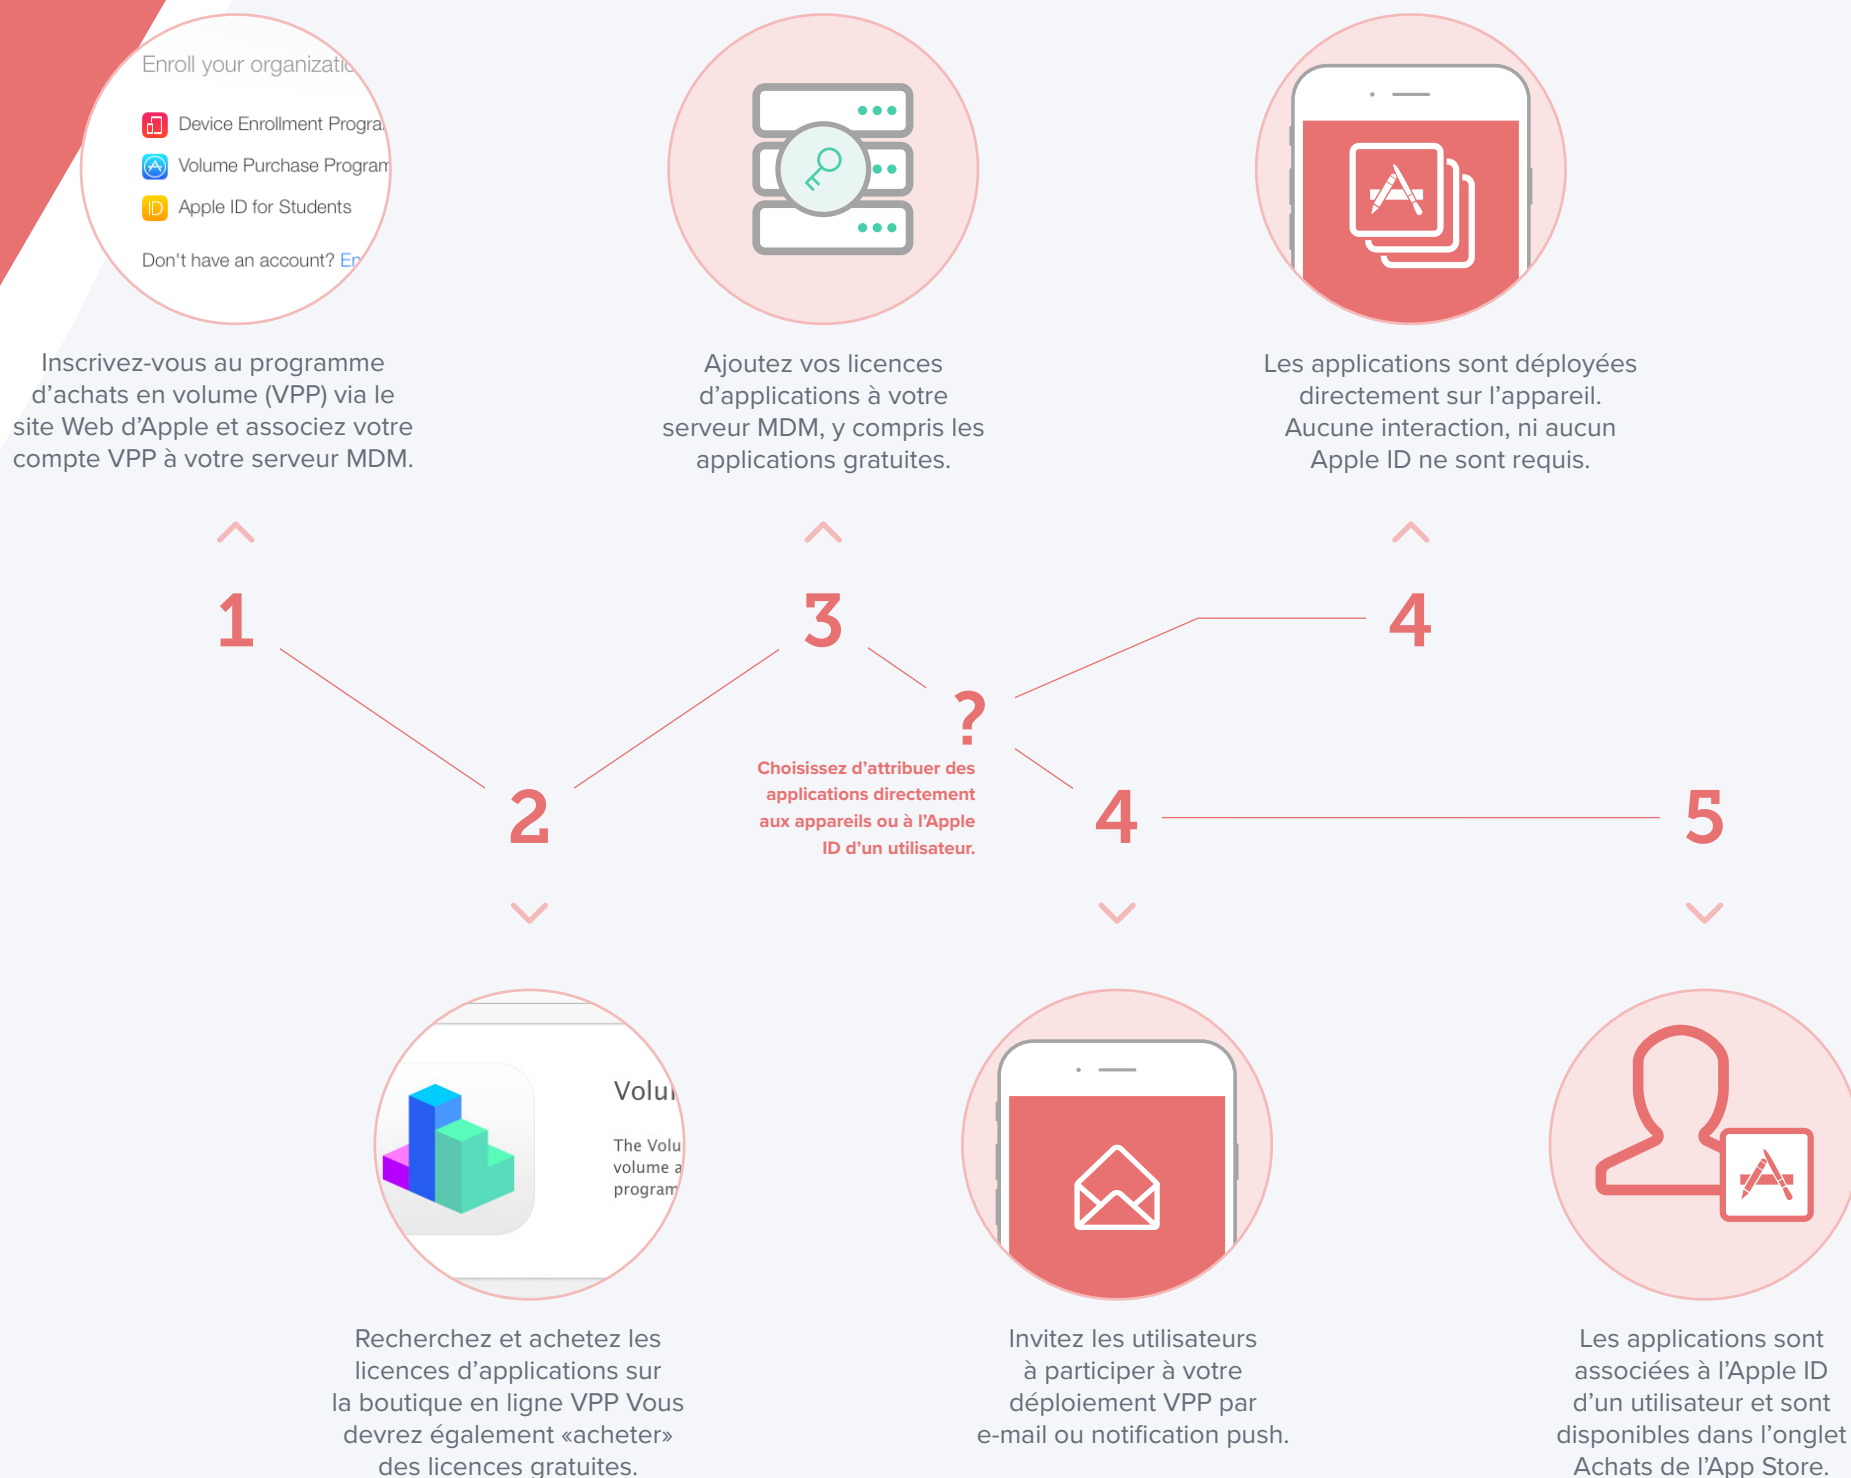 Enroll your organizatio
Device Enrollment Progra
Volume Purchase Program
Apple ID for Students
Don't have an account? En
Inscrivez-vous au programme
d’achats en volume (VPP) via le
site Web d’Apple et associez votre
compte VPP à votre serveur MDM.
Ajoutez vos licences
d’applications à votre
serveur MDM, y compris les
applications gratuites.
Les applications sont déployées
directement sur l’appareil.
Aucune interaction, ni aucun
Apple ID ne sont requis.
1
3
4
?
Choisissez d’attribuer des
applications directement
aux appareils ou à l’Apple
ID d’un utilisateur.
2
4
5
Volu
The Volu
volume a
program
Recherchez et achetez les
licences d’applications sur
la boutique en ligne VPP Vous
devrez également «acheter»
des licences gratuites.
Invitez les utilisateurs
à participer à votre
déploiement VPP par
e-mail ou notification push.
Les applications sont
associées à l’Apple ID
d’un utilisateur et sont
disponibles dans l’onglet
Achats de l’App Store.